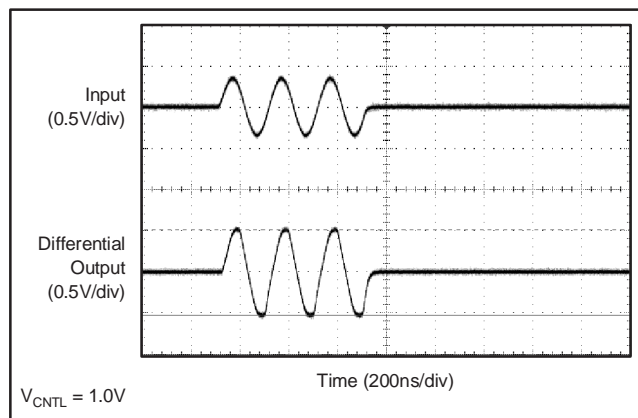 Input
(0.5V/div)
Differential
Output
(0.5V/div)
Time (200ns/div)
V_CNTL = 1.0V